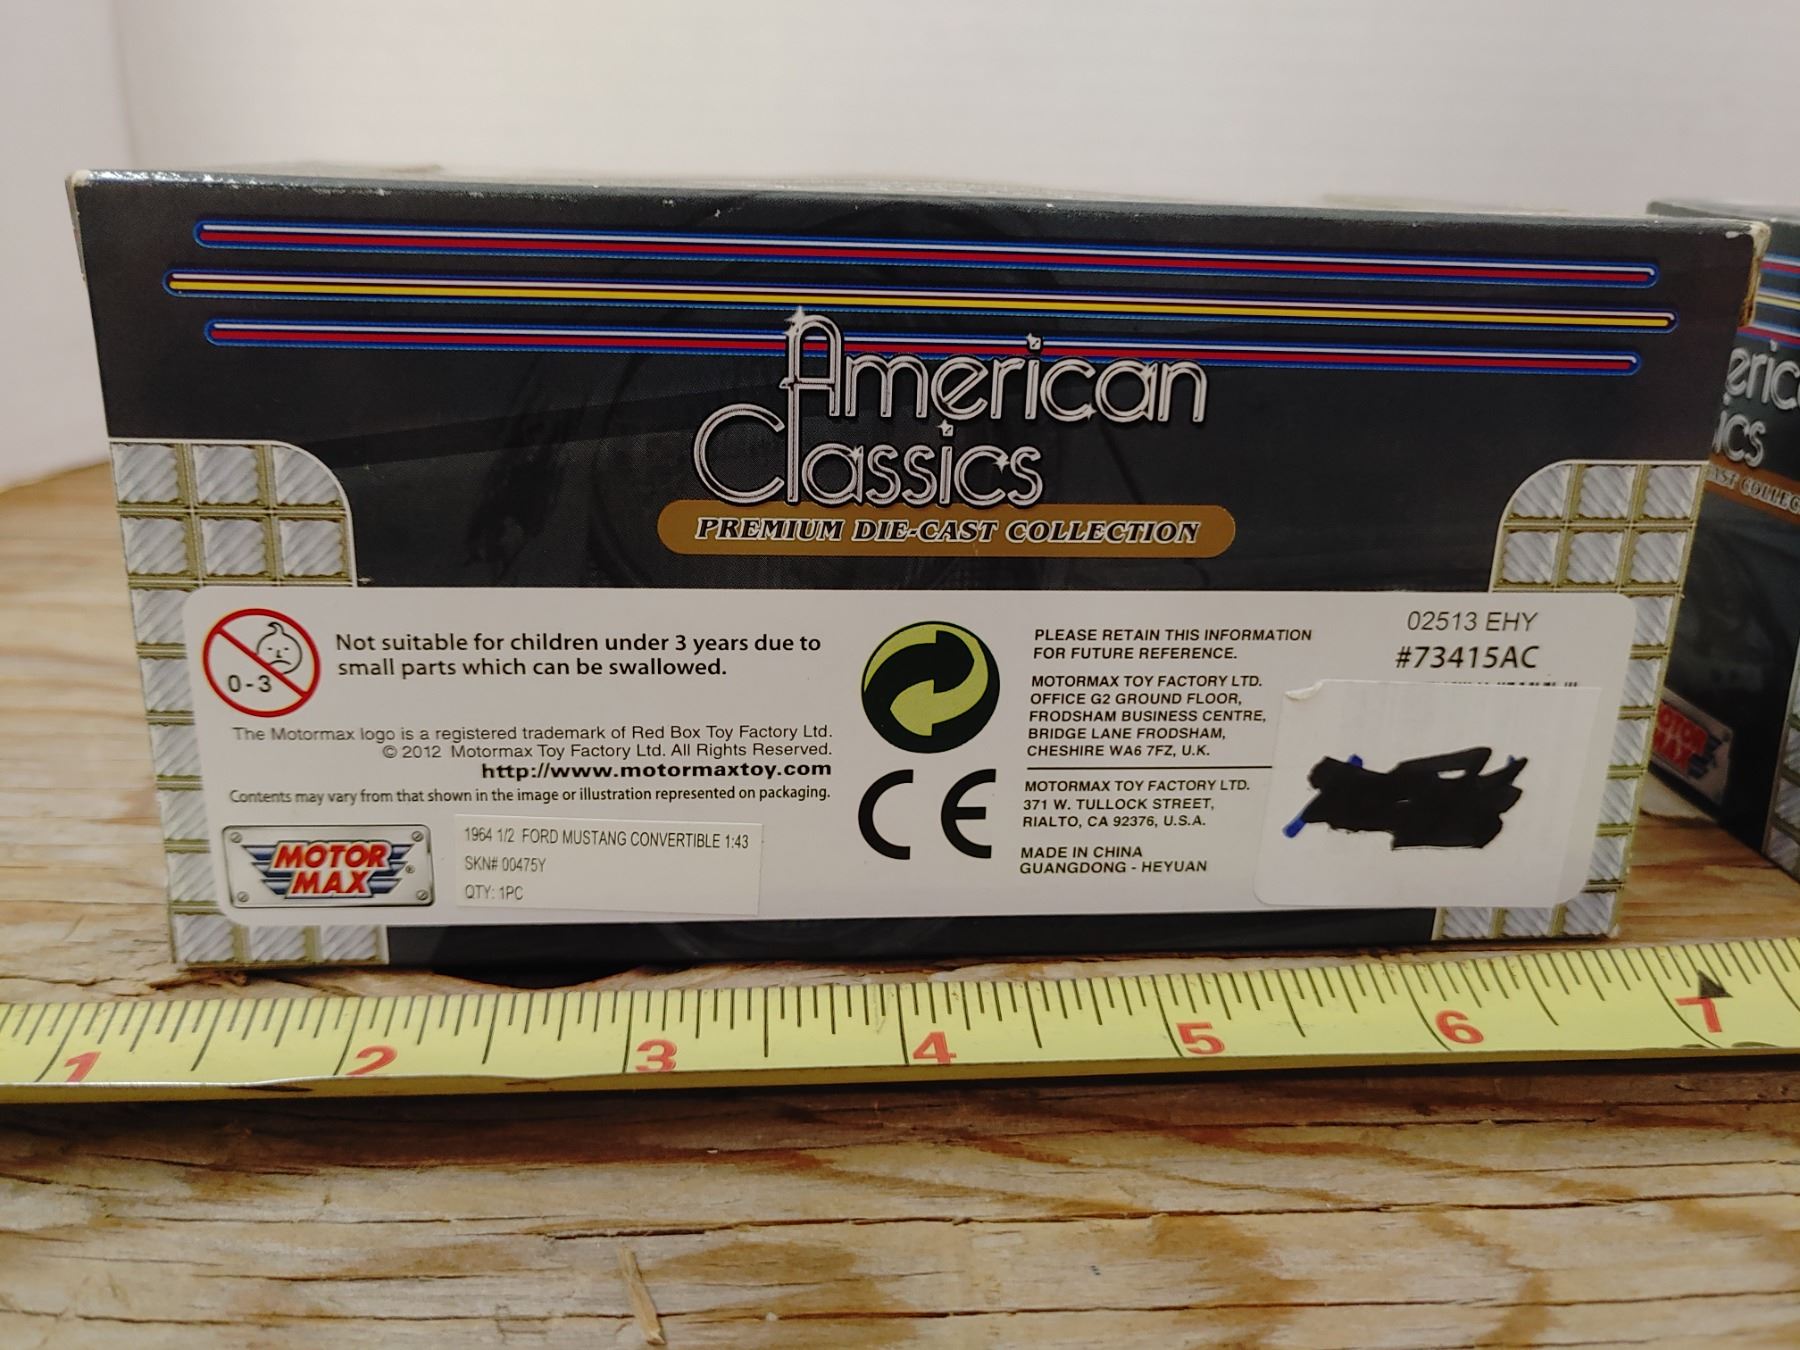 American
Classics
PREMIUM DIE-CAST COLLECTION
0-3
Not suitable for children under 3 years due to
small parts which can be swallowed.
The Motormax logo is a registered trademark of Red Box Toy Factory Ltd.
© 2012 Motormax Toy Factory Ltd. All Rights Reserved.
http://www.motormaxtoy.com
Contents may vary from that shown in the image or illustration represented on packaging.
MOTOR
MAX
®
1964 1/2 FORD MUSTANG CONVERTIBLE 1:43
SKN# 00475Y
QTY: 1PC
CE
PLEASE RETAIN THIS INFORMATION
FOR FUTURE REFERENCE.
MOTORMAX TOY FACTORY LTD.
OFFICE G2 GROUND FLOOR,
FRODSHAM BUSINESS CENTRE,
BRIDGE LANE FRODSHAM,
CHESHIRE WA6 7FZ, U.K.
MOTORMAX TOY FACTORY LTD.
371 W. TULLOCK STREET,
RIALTO, CA 92376, U.S.A.
MADE IN CHINA
GUANGDONG - HEYUAN
02513 EHY
#73415AC
eric
ics
AST COLLEC
MOTOR
MAX
1 2 3 4 5 6 7